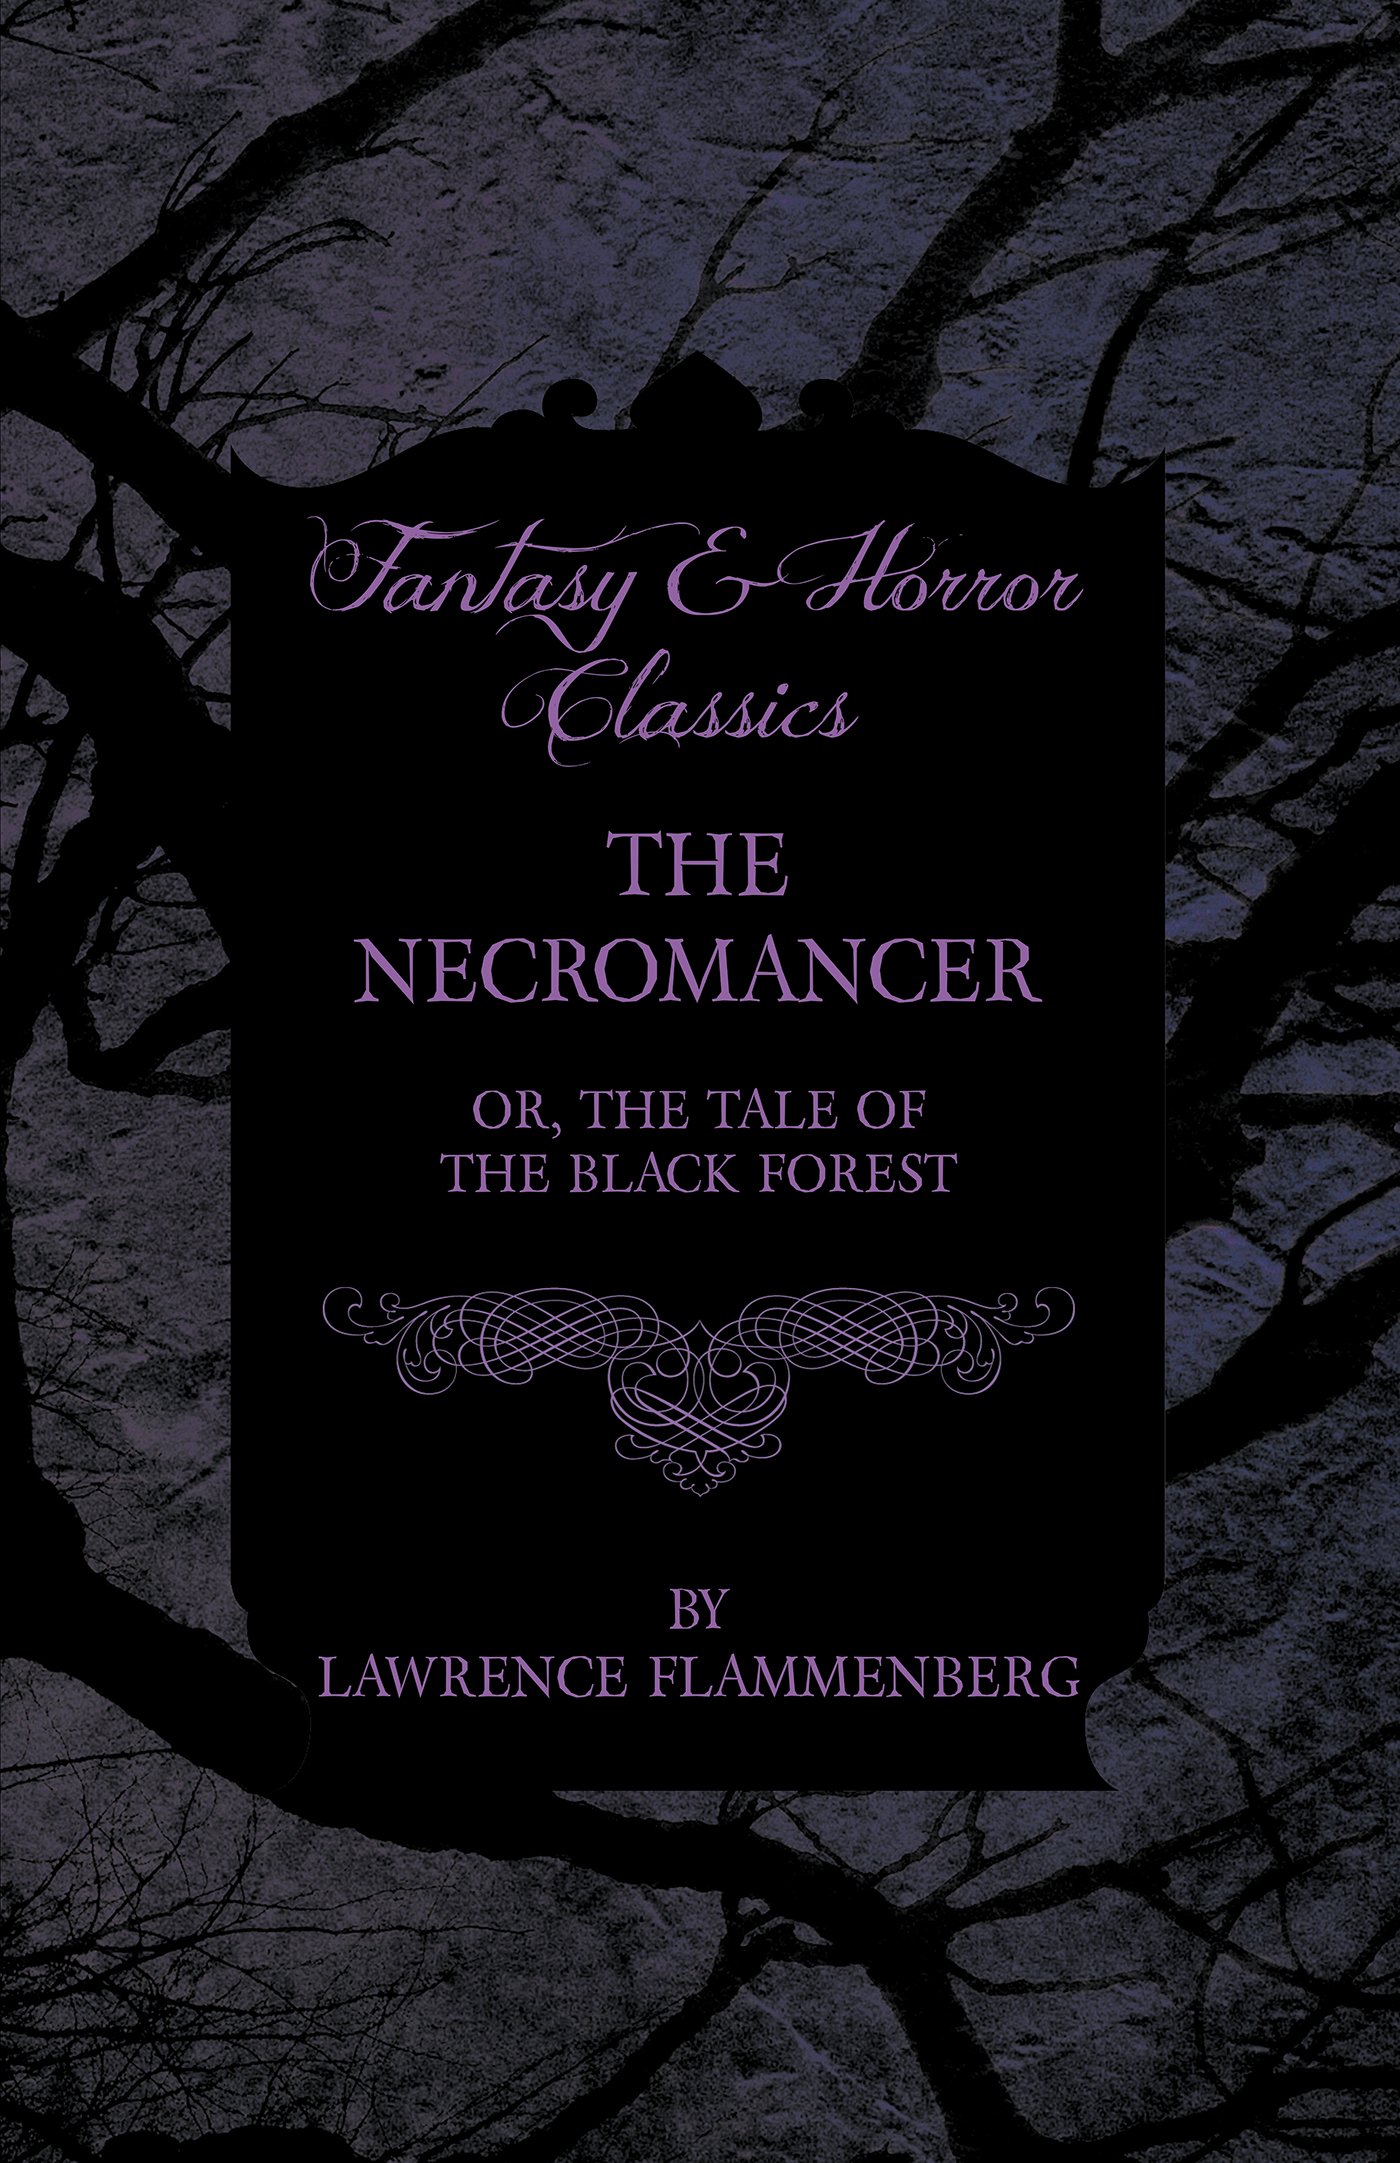 Fantasy & Horror
Classics
THE
NECROMANCER
OR, THE TALE OF
THE BLACK FOREST
BY
LAWRENCE FLAMMENBERG